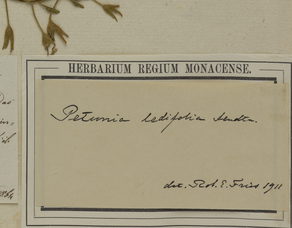 HERBARIUM REGIUM MONACENSE.
Petunia ledifolia Sendtn.
det. Rob. E. Fries 1911